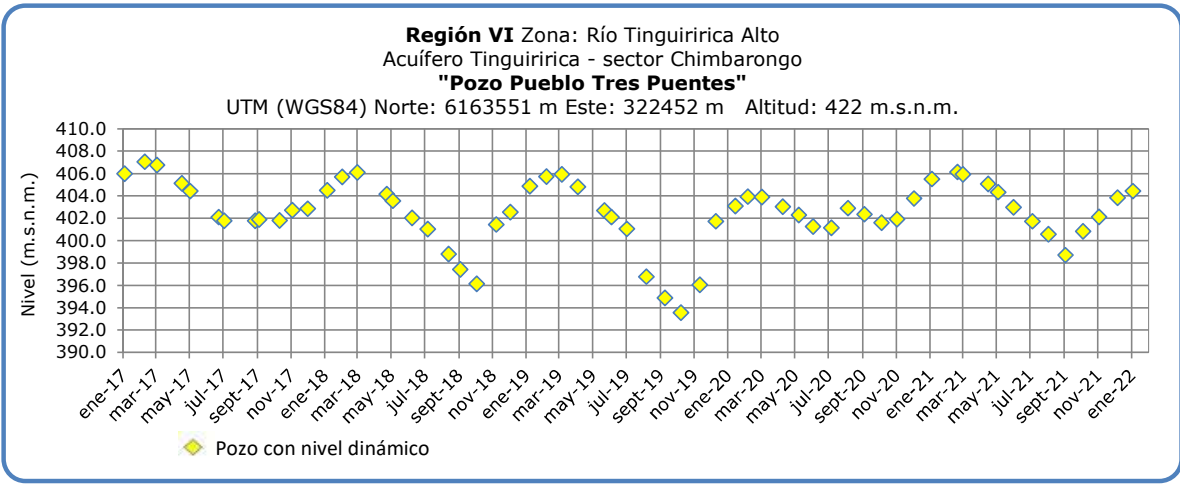 Región VI Zona: Río Tinguiririca Alto
Acuífero Tinguiririca - sector Chimbarongo
"Pozo Pueblo Tres Puentes"
UTM (WGS84) Norte: 6163551 m Este: 322452 m Altitud: 422 m.s.n.m.
Nivel (m.s.n.m.)
410.0
408.0
406.0
404.0
402.0
400.0
398.0
396.0
394.0
392.0
390.0
ene-17
mar-17
may-17
jul-17
sept-17
nov-17
ene-18
mar-18
may-18
jul-18
sept-18
nov-18
ene-19
mar-19
may-19
jul-19
sept-19
nov-19
ene-20
mar-20
may-20
jul-20
sept-20
nov-20
ene-21
mar-21
may-21
jul-21
sept-21
nov-21
ene-22
Pozo con nivel dinámico